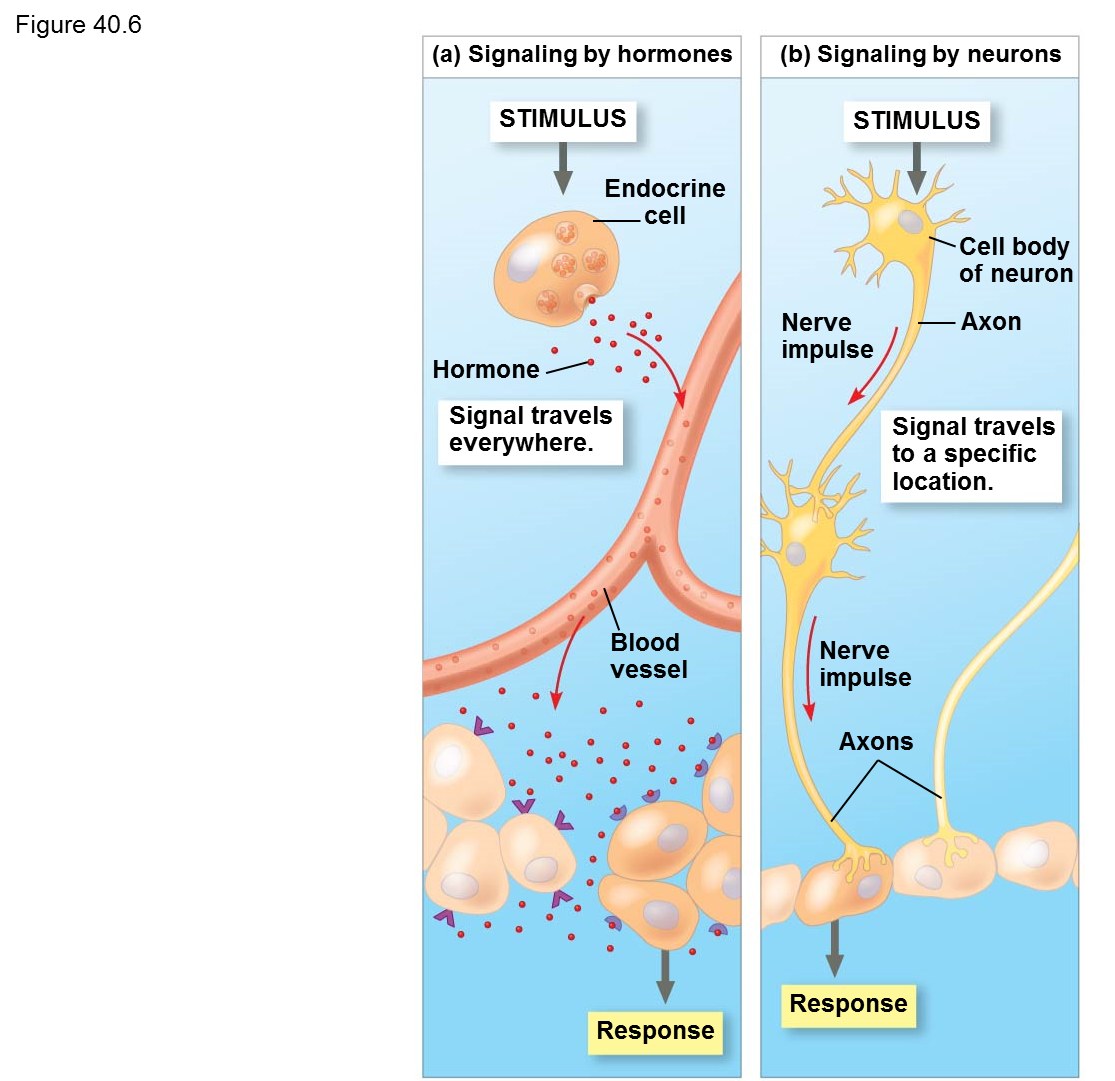 Figure 40.6
(a) Signaling by hormones
STIMULUS
Endocrine
cell
Hormone
Signal travels
everywhere.
Blood
vessel
Response
(b) Signaling by neurons
STIMULUS
Cell body
of neuron
Axon
Nerve
impulse
Signal travels
to a specific
location.
Nerve
impulse
Axons
Response